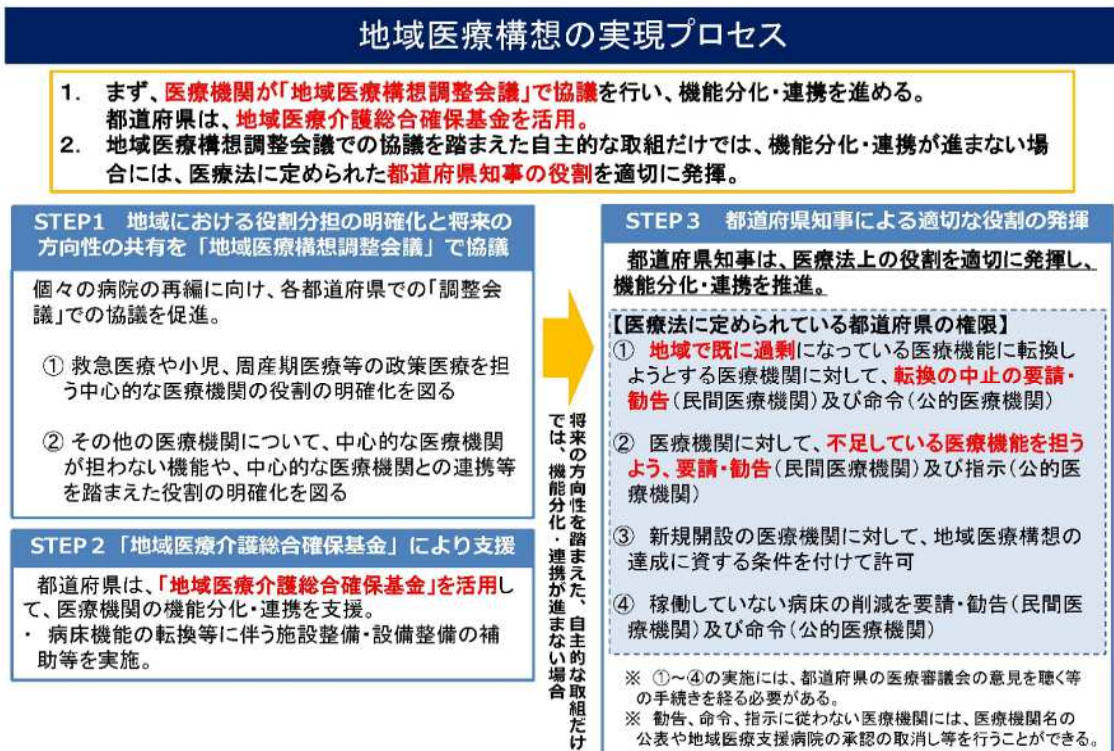 地域医療構想の実現プロセス
1. まず、医療機関が「地域医療構想調整会議」で協議を行い、機能分化・連携を進める。
都道府県は、地域医療介護総合確保基金を活用。
2. 地域医療構想調整会議での協議を踏まえた自主的な取組だけでは、機能分化・連携が進まない場
合には、医療法に定められた都道府県知事の役割を適切に発揮。
STEP1 地域における役割分担の明確化と将来の
方向性の共有を「地域医療構想調整会議」で協議
個々の病院の再編に向け、各都道府県での「調整会
議」での協議を促進。
① 救急医療や小児、周産期医療等の政策医療を担
う中心的な医療機関の役割の明確化を図る
② その他の医療機関について、中心的な医療機関
が担わない機能や、中心的な医療機関との連携等
を踏まえた役割の明確化を図る
STEP2「地域医療介護総合確保基金」により支援
都道府県は、「地域医療介護総合確保基金」を活用し
て、医療機関の機能分化・連携を支援。
・ 病床機能の転換等に伴う施設整備・設備整備の補
助等を実施。
将来の方向性を踏まえた、自主的な取組だけ
では、機能分化・連携が進まない場合
STEP3 都道府県知事による適切な役割の発揮
都道府県知事は、医療法上の役割を適切に発揮し、
機能分化・連携を推進。
【医療法に定められている都道府県の権限】
① 地域で既に過剰になっている医療機能に転換し
ようとする医療機関に対して、転換の中止の要請・
勧告(民間医療機関)及び命令(公的医療機関)
② 医療機関に対して、不足している医療機能を担う
よう、要請・勧告(民間医療機関)及び指示(公的医
療機関)
③ 新規開設の医療機関に対して、地域医療構想の
達成に資する条件を付けて許可
④ 稼働していない病床の削減を要請・勧告(民間医
療機関)及び命令(公的医療機関)
※ ①~④の実施には、都道府県の医療審議会の意見を聴く等
の手続きを経る必要がある。
※ 勧告、命令、指示に従わない医療機関には、医療機関名の
公表や地域医療支援病院の承認の取消し等を行うことができる。